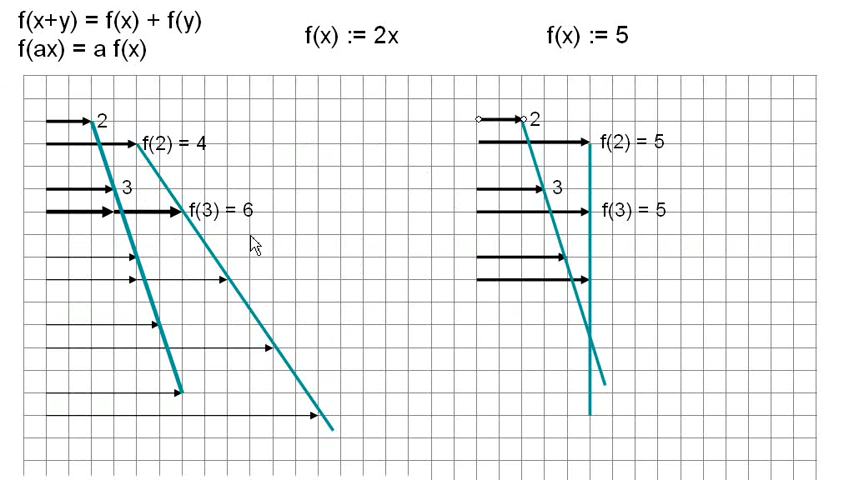 f(x+y) = f(x) + f(y)
f(ax) = a f(x)
f(x) := 2x
f(x) := 5
2
f(2) = 4
3
f(3) = 6
2
f(2) = 5
3
f(3) = 5